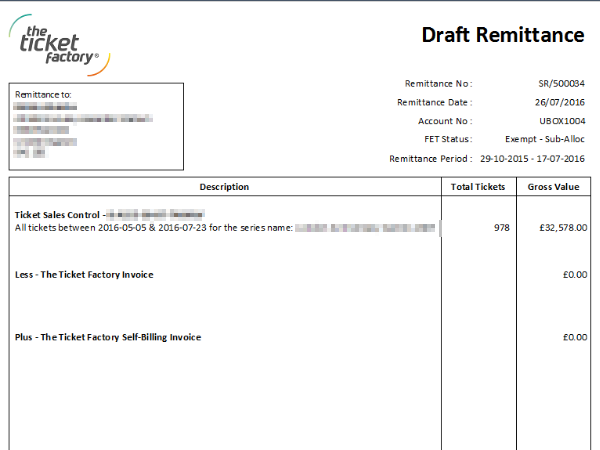 the
ticket
factory®
Draft Remittance
Remittance No : SR/500034
Remittance to:
Remittance Date : 26/07/2016
Account No : UBOX1004
FET Status : Exempt - Sub-Alloc
Remittance Period : 29-10-2015 - 17-07-2016
Description Total Tickets Gross Value
Ticket Sales Control -
All tickets between 2016-05-05 & 2016-07-23 for the series name: 978 £32,578.00
Less - The Ticket Factory Invoice £0.00
Plus - The Ticket Factory Self-Billing Invoice £0.00